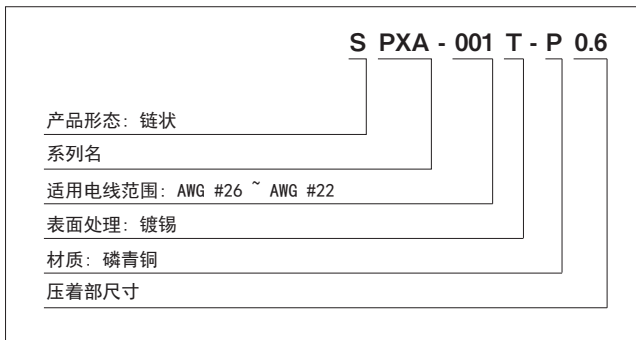 S PXA - 001 T - P 0.6
产品形态: 链状
系列名
适用电线范围: AWG #26 ~ AWG #22
表面处理: 镀锡
材质: 磷青铜
压着部尺寸